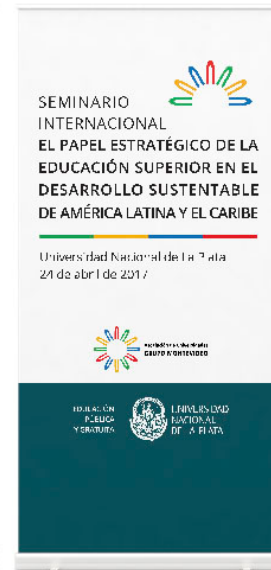 SEMINARIO
INTERNACIONAL
EL PAPEL ESTRATÉGICO DE LA
EDUCACIÓN SUPERIOR EN EL
DESARROLLO SUSTENTABLE
DE AMÉRICA LATINA Y EL CARIBE
Universidad Nacional de La Plata
24 de abril de 2017
GRUPO MONTEVIDEO
EDUCACIÓN
PÚBLICA
Y GRATUITA
UNIVERSIDAD
NACIONAL
DE LA PLATA